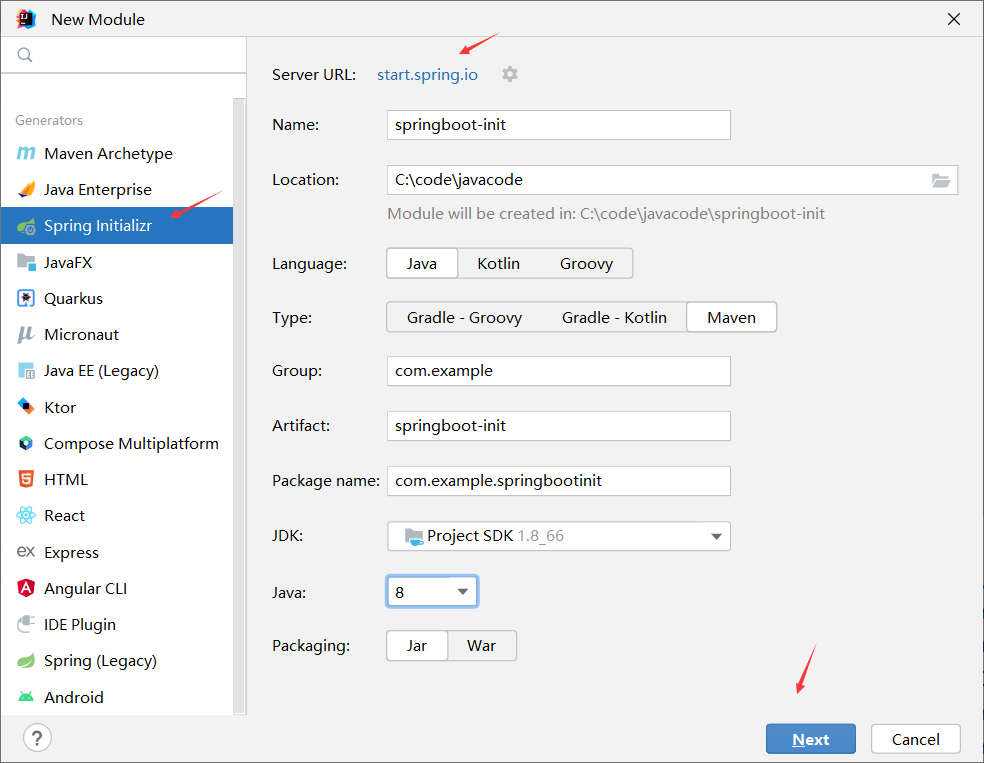 New Module
Generators
Maven Archetype
Java Enterprise
Spring Initializr
JavaFX
Quarkus
Micronaut
Java EE (Legacy)
Ktor
Compose Multiplatform
HTML
React
Express
Angular CLI
IDE Plugin
Spring (Legacy)
Android
Server URL: start.spring.io
Name: springboot-init
Location: C:\code\javacode
Module will be created in: C:\code\javacode\springboot-init
Language: Java Kotlin Groovy
Type: Gradle - Groovy Gradle - Kotlin Maven
Group: com.example
Artifact: springboot-init
Package name: com.example.springbootinit
JDK: Project SDK 1.8_66
Java: 8
Packaging: Jar War
? Next Cancel